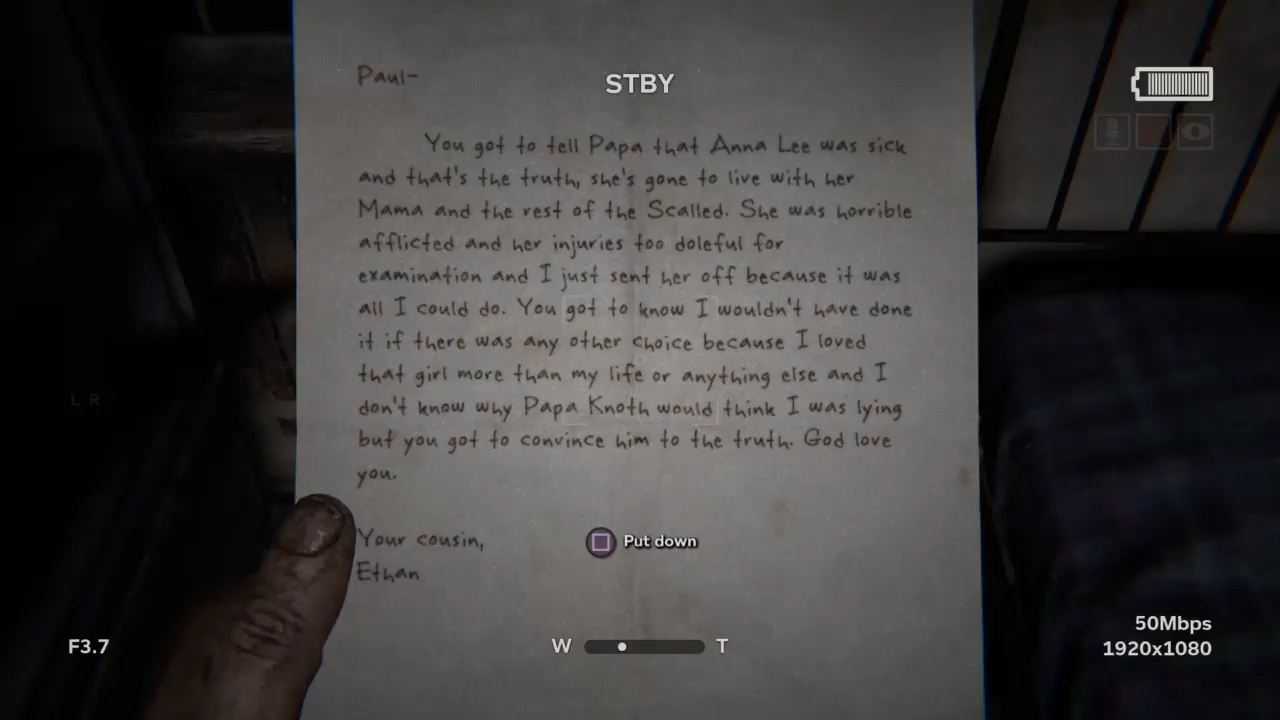 Paul-
STBY
You got to tell Papa that Anna Lee was sick
and that's the truth, she's gone to live with her
Mama and the rest of the Scalled. She was horrible
afflicted and her injuries too doleful for
examination and I just sent her off because it was
all I could do. You got to know I wouldn't have done
it if there was any other choice because I loved
that girl more than my life or anything else and I
don't know why Papa Knoth would think I was lying
but you got to convince him to the truth. God love
you.
L R
Your cousin,
Put down
Ethan
F3.7
W T
50Mbps
1920x1080